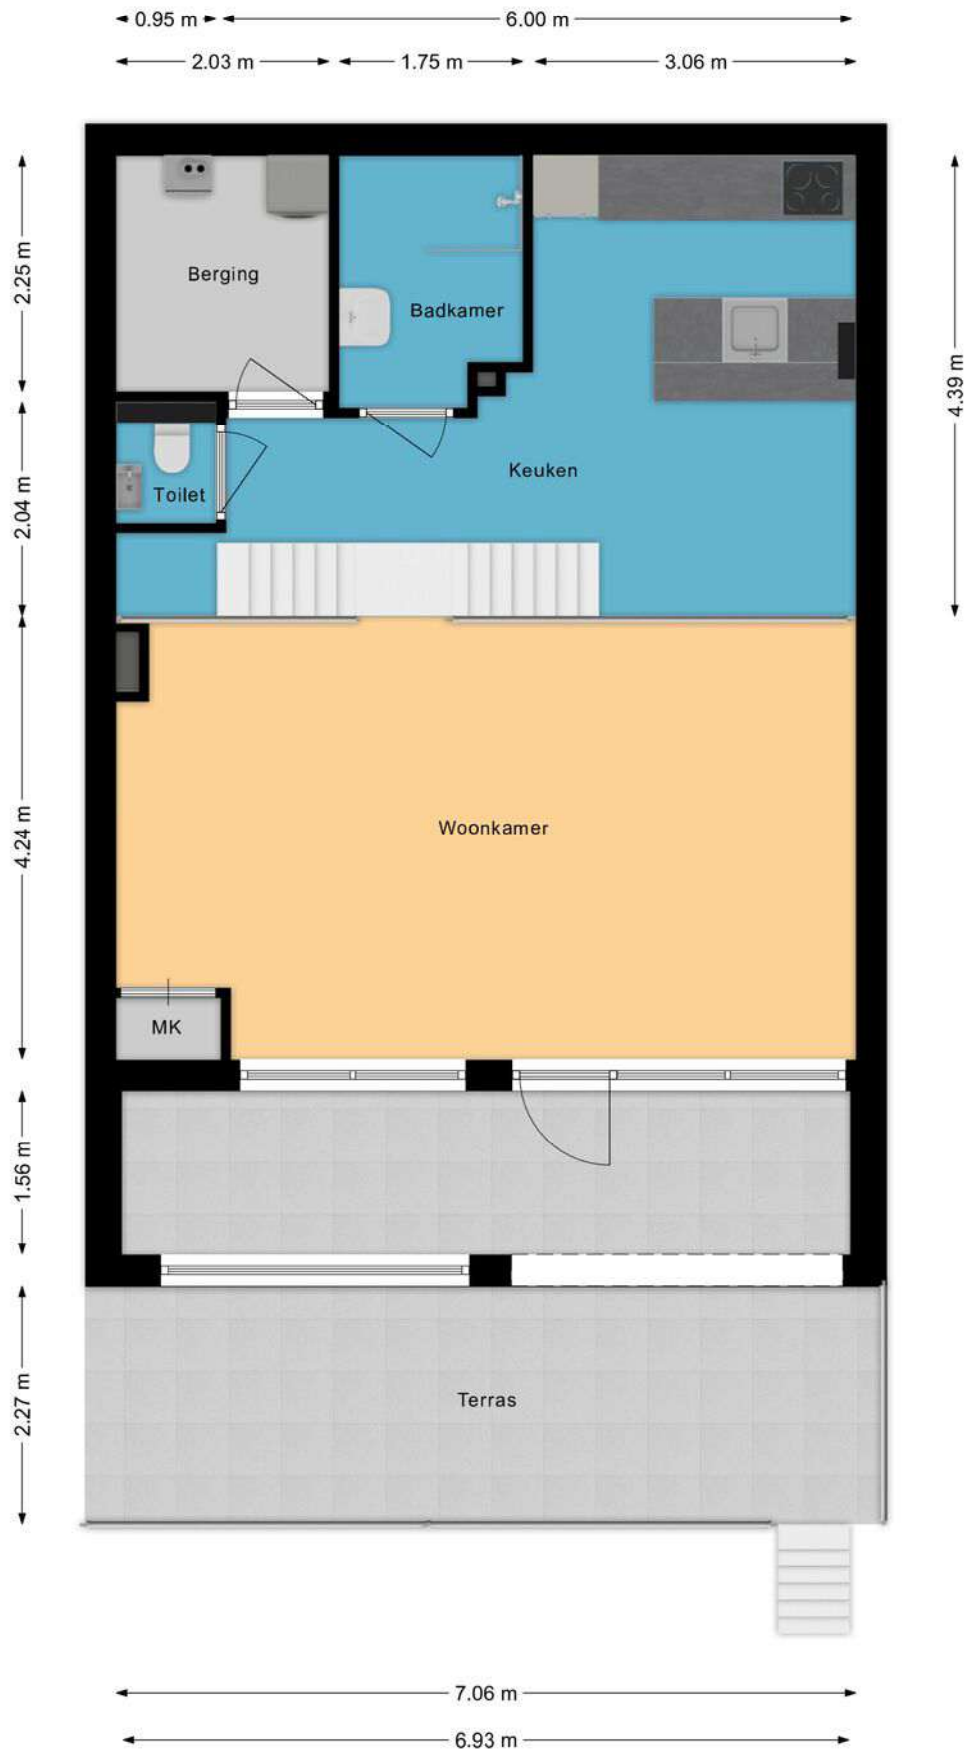 0.95 m 6.00 m
2.03 m 1.75 m 3.06 m
2.25 m
Berging
Badkamer
4.39 m
Keuken
Toilet
2.04 m
4.24 m
Woonkamer
MK
1.56 m
2.27 m
Terras
7.06 m
6.93 m